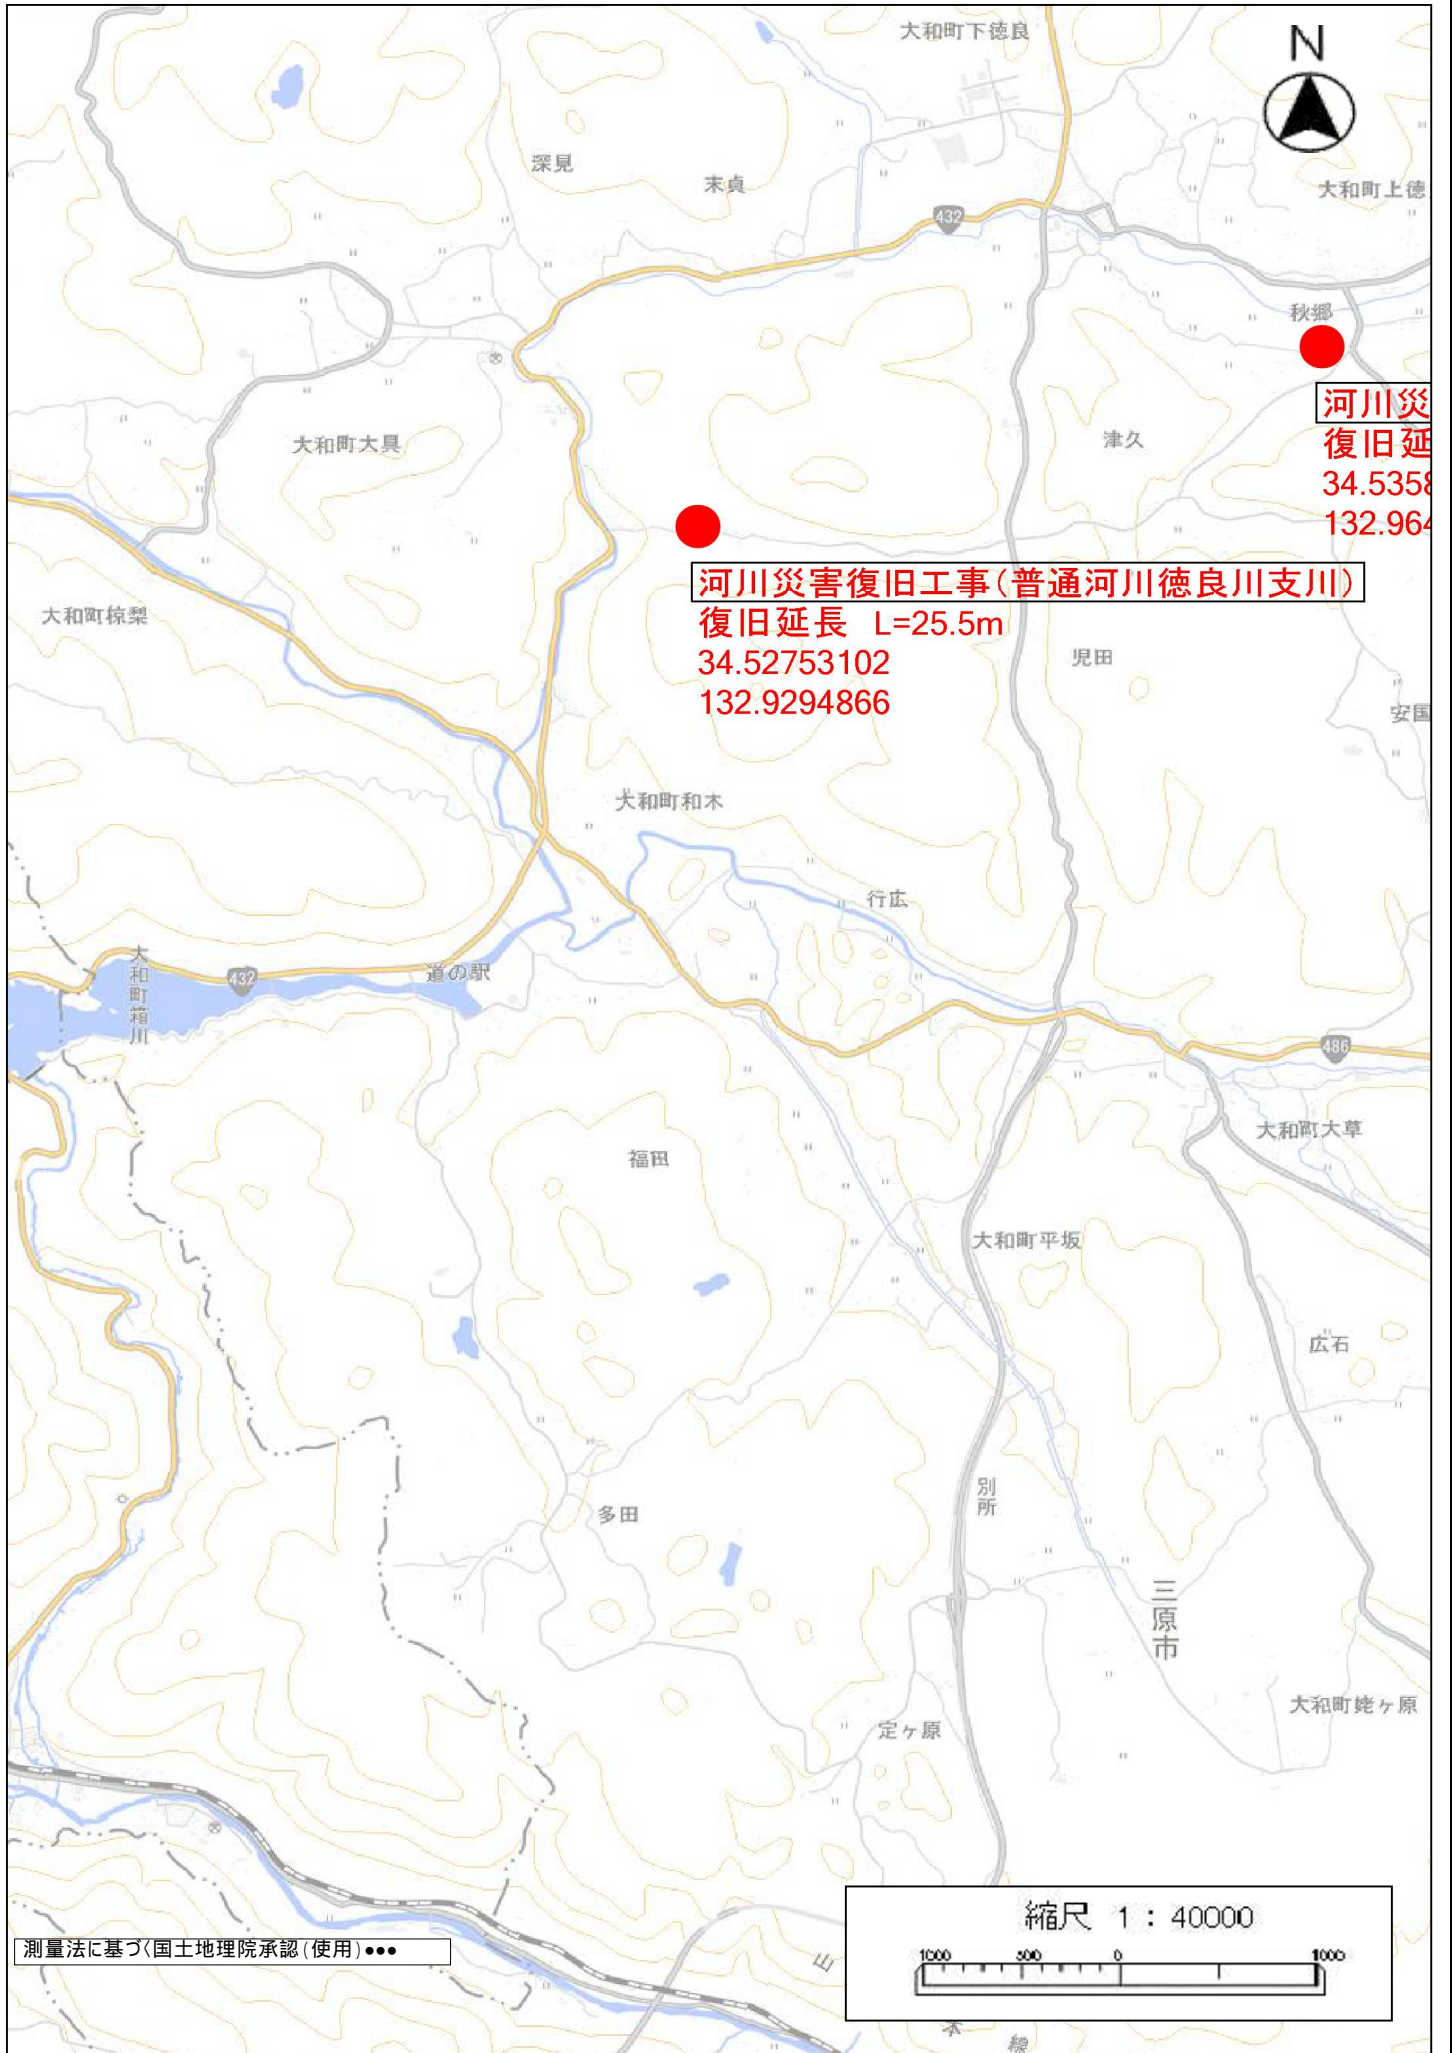 大和町下徳良
N
深見
末貞
大和町上徳
432
秋郷
河川災
復旧延
34.5358
132.964
大和町大具
津久
河川災害復旧工事(普通河川徳良川支川)
復旧延長 L=25.5m
34.52753102
132.9294866
大和町椋梨
児田
安国
大和町和木
行広
大和町箱川
432
道の駅
486
大和町大草
福田
大和町平坂
広石
別所
多田
三原市
大和町姥ヶ原
定ヶ原
縮尺 1:40000
1000 500 0 1000
測量法に基づく国土地理院承認(使用)●●●
山
本
線